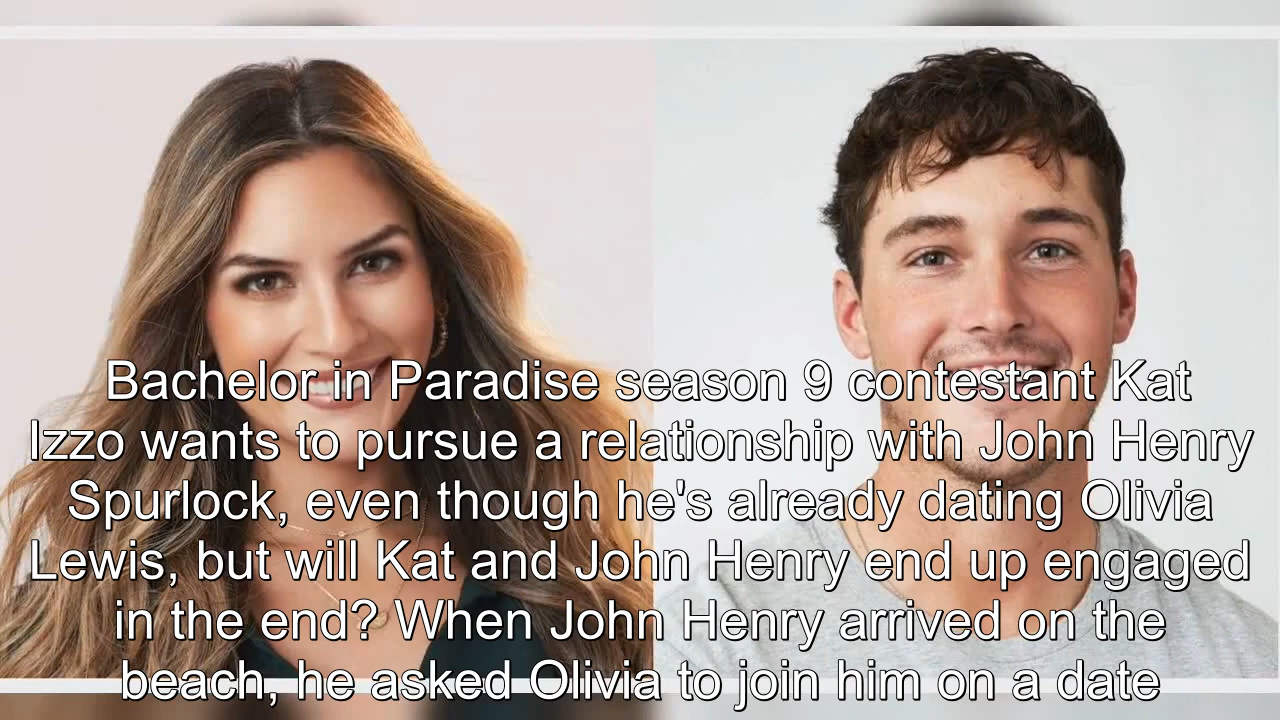 Bachelor in Paradise season 9 contestant Kat
Izzo wants to pursue a relationship with John Henry
Spurlock, even though he's already dating Olivia
Lewis, but will Kat and John Henry end up engaged
in the end? When John Henry arrived on the
beach, he asked Olivia to join him on a date